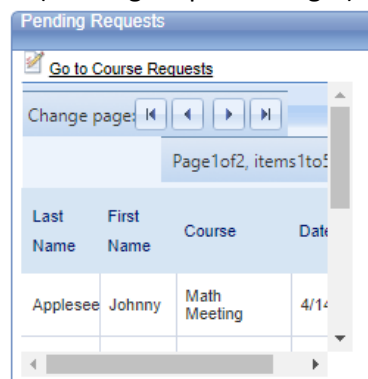 Pending Requests
Go to Course Requests
Change page:
Page1of2, items1to5
Last Name
First Name
Course
Date
Applesee
Johnny
Math Meeting
4/14